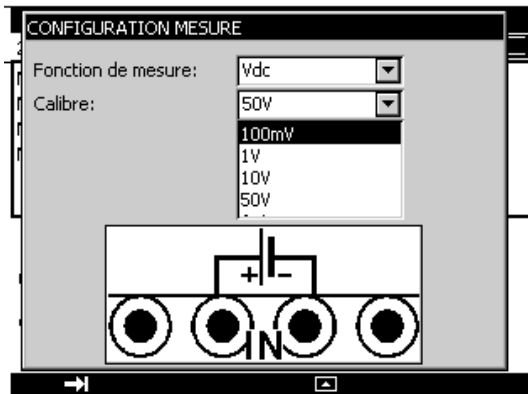 CONFIGURATION MESURE
Fonction de mesure: Vdc
Calibre: 50V
100mV
1V
10V
50V
+ -
IN